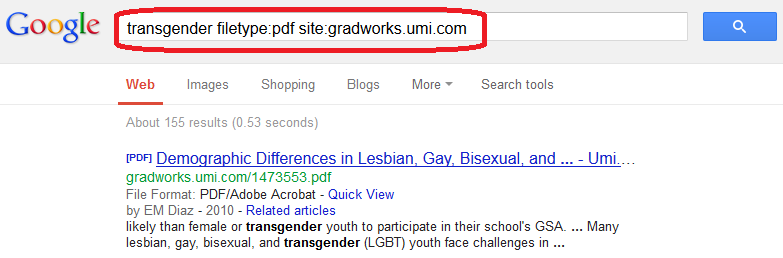 Google transgender filetype:pdf site:gradworks.umi.com
Web Images Shopping Blogs More Search tools
About 155 results (0.53 seconds)
[PDF] Demographic Differences in Lesbian, Gay, Bisexual, and ... - Umi....
gradworks.umi.com/1473553.pdf
File Format: PDF/Adobe Acrobat - Quick View
by EM Diaz - 2010 - Related articles
likely than female or transgender youth to participate in their school's GSA. ... Many
lesbian, gay, bisexual, and transgender (LGBT) youth face challenges in ...